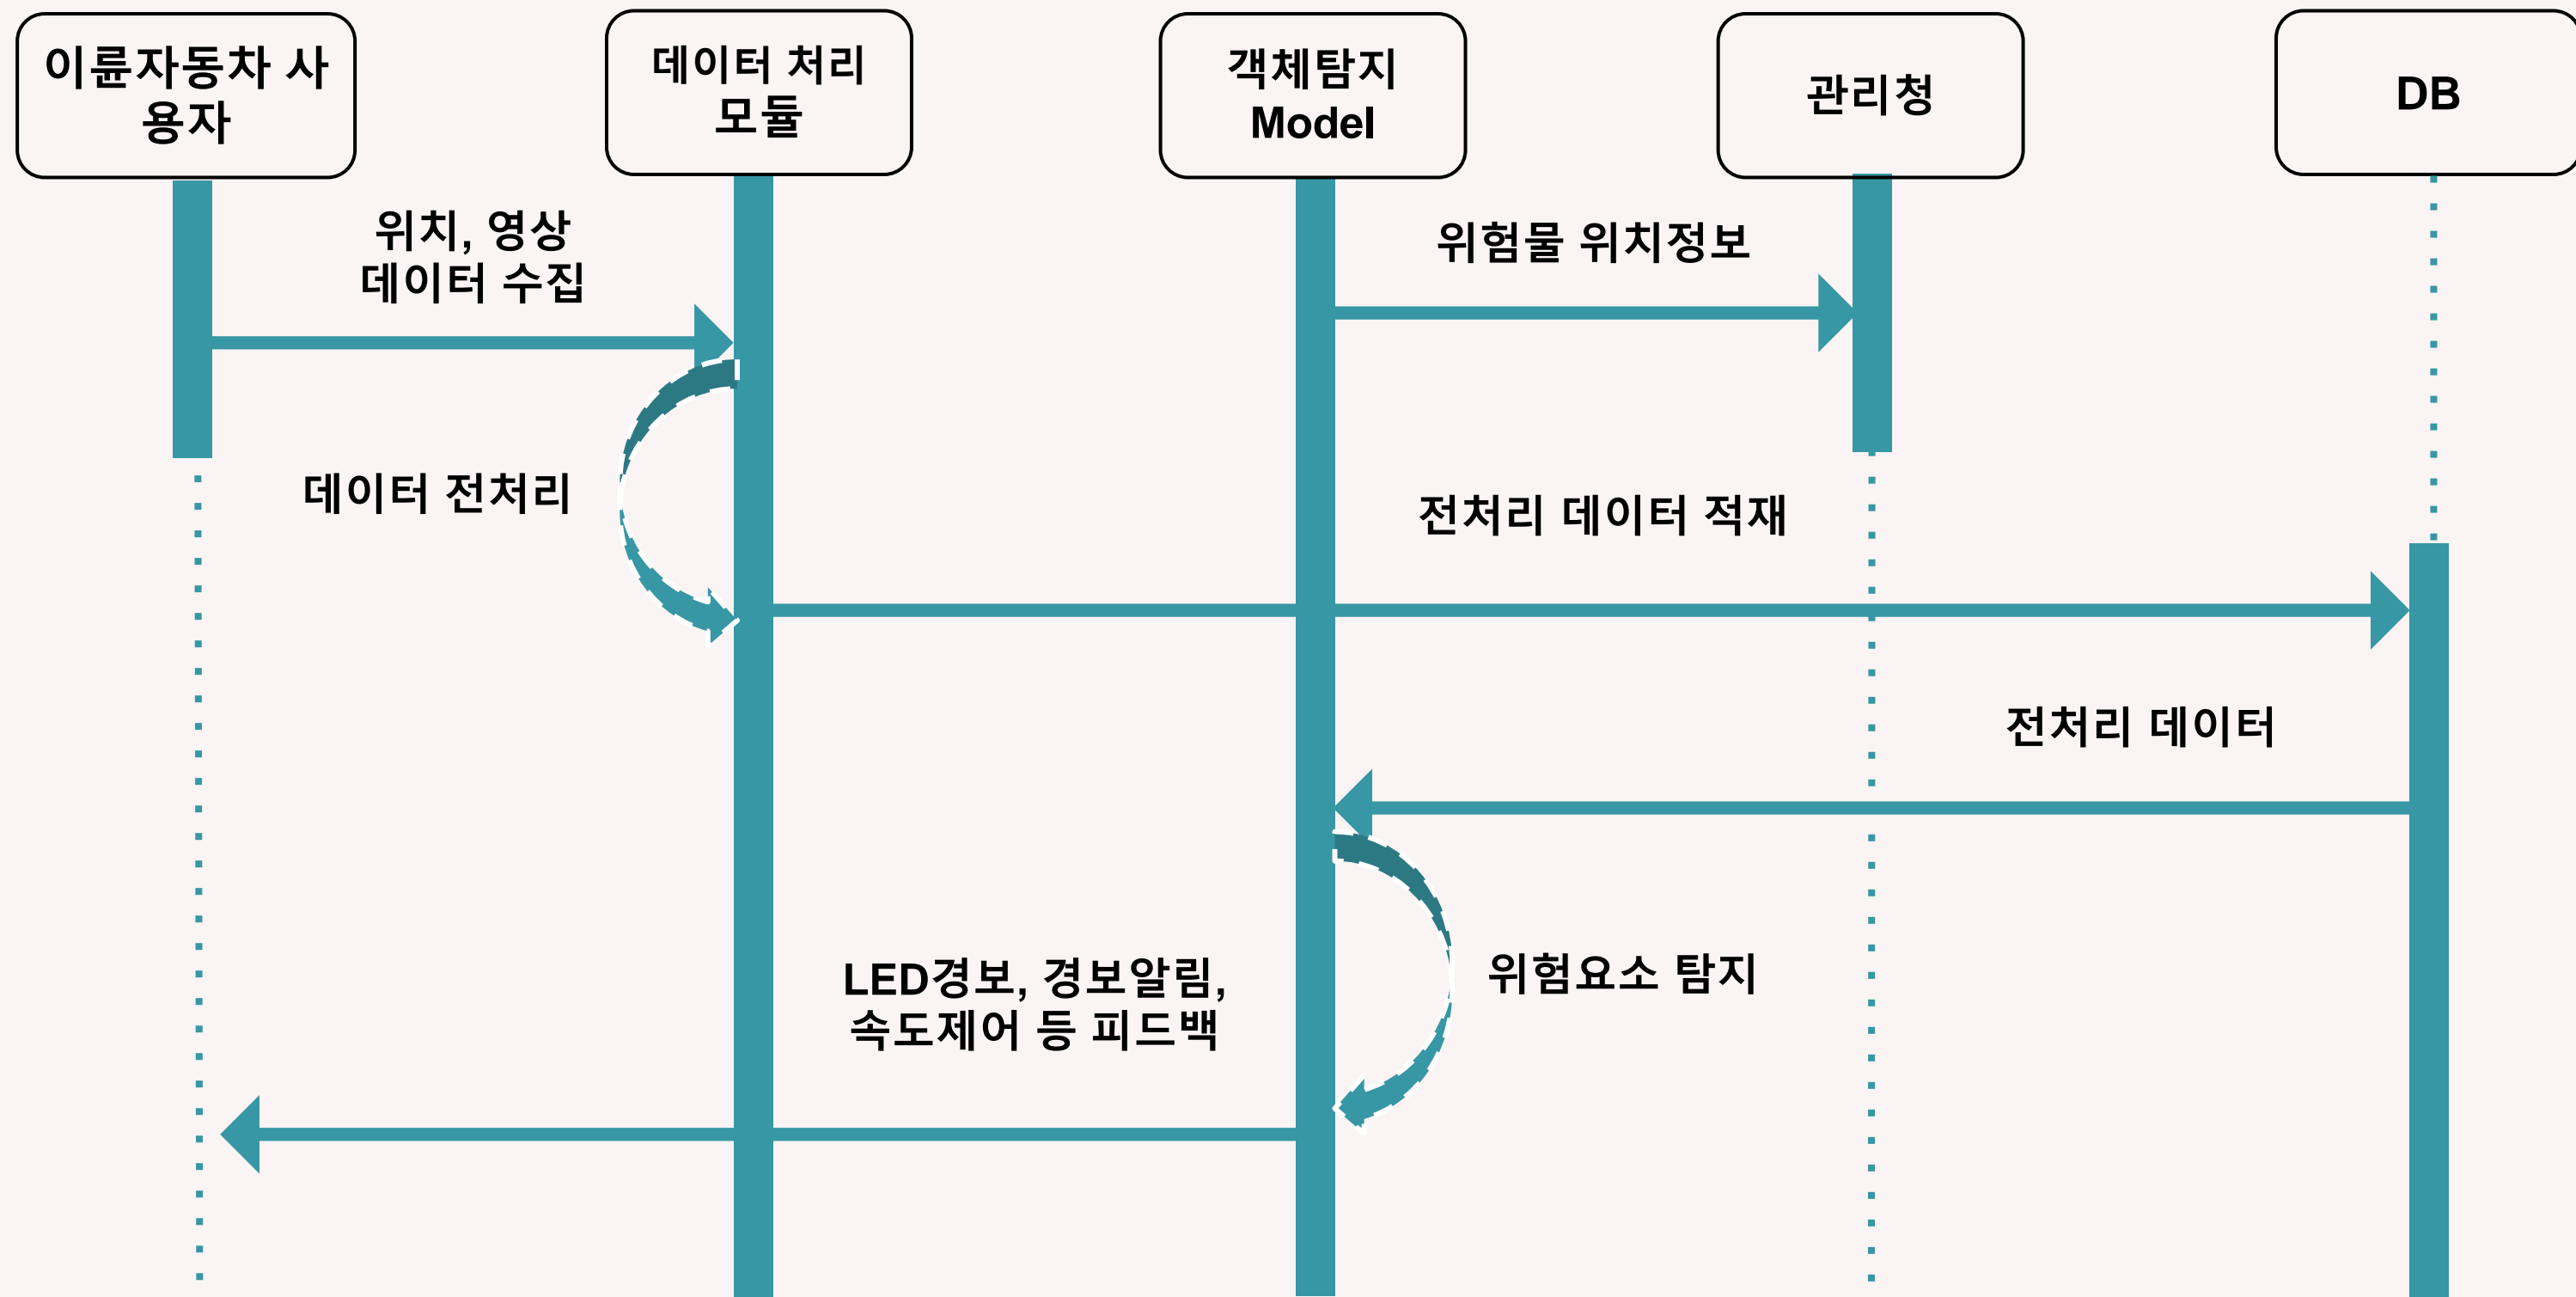 이륜자동차 사
용자
데이터 처리
모듈
객체탐지
Model
관리청
DB
위치, 영상
데이터 수집
위험물 위치정보
데이터 전처리
전처리 데이터 적재
전처리 데이터
LED경보, 경보알림,
속도제어 등 피드백
위험요소 탐지